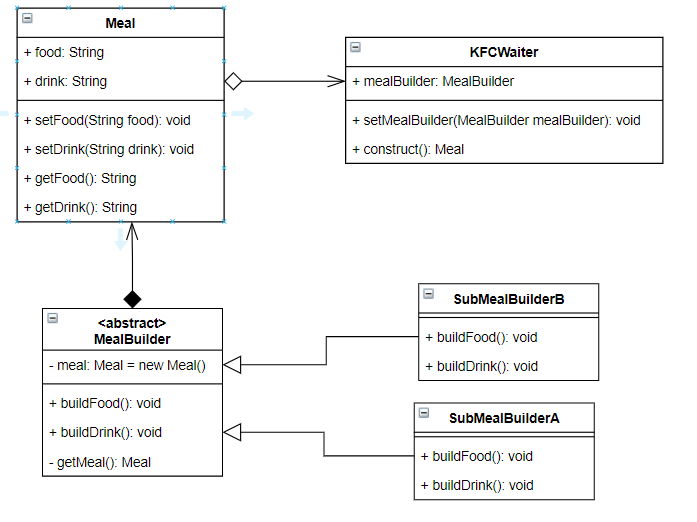 Meal
+ food: String
+ drink: String
+ setFood(String food): void
+ setDrink(String drink): void
+ getFood(): String
+ getDrink(): String
KFCWaiter
+ mealBuilder: MealBuilder
+ setMealBuilder(MealBuilder mealBuilder): void
+ construct(): Meal
<abstract>
MealBuilder
- meal: Meal = new Meal()
+ buildFood(): void
+ buildDrink(): void
- getMeal(): Meal
SubMealBuilderB
+ buildFood(): void
+ buildDrink(): void
SubMealBuilderA
+ buildFood(): void
+ buildDrink(): void